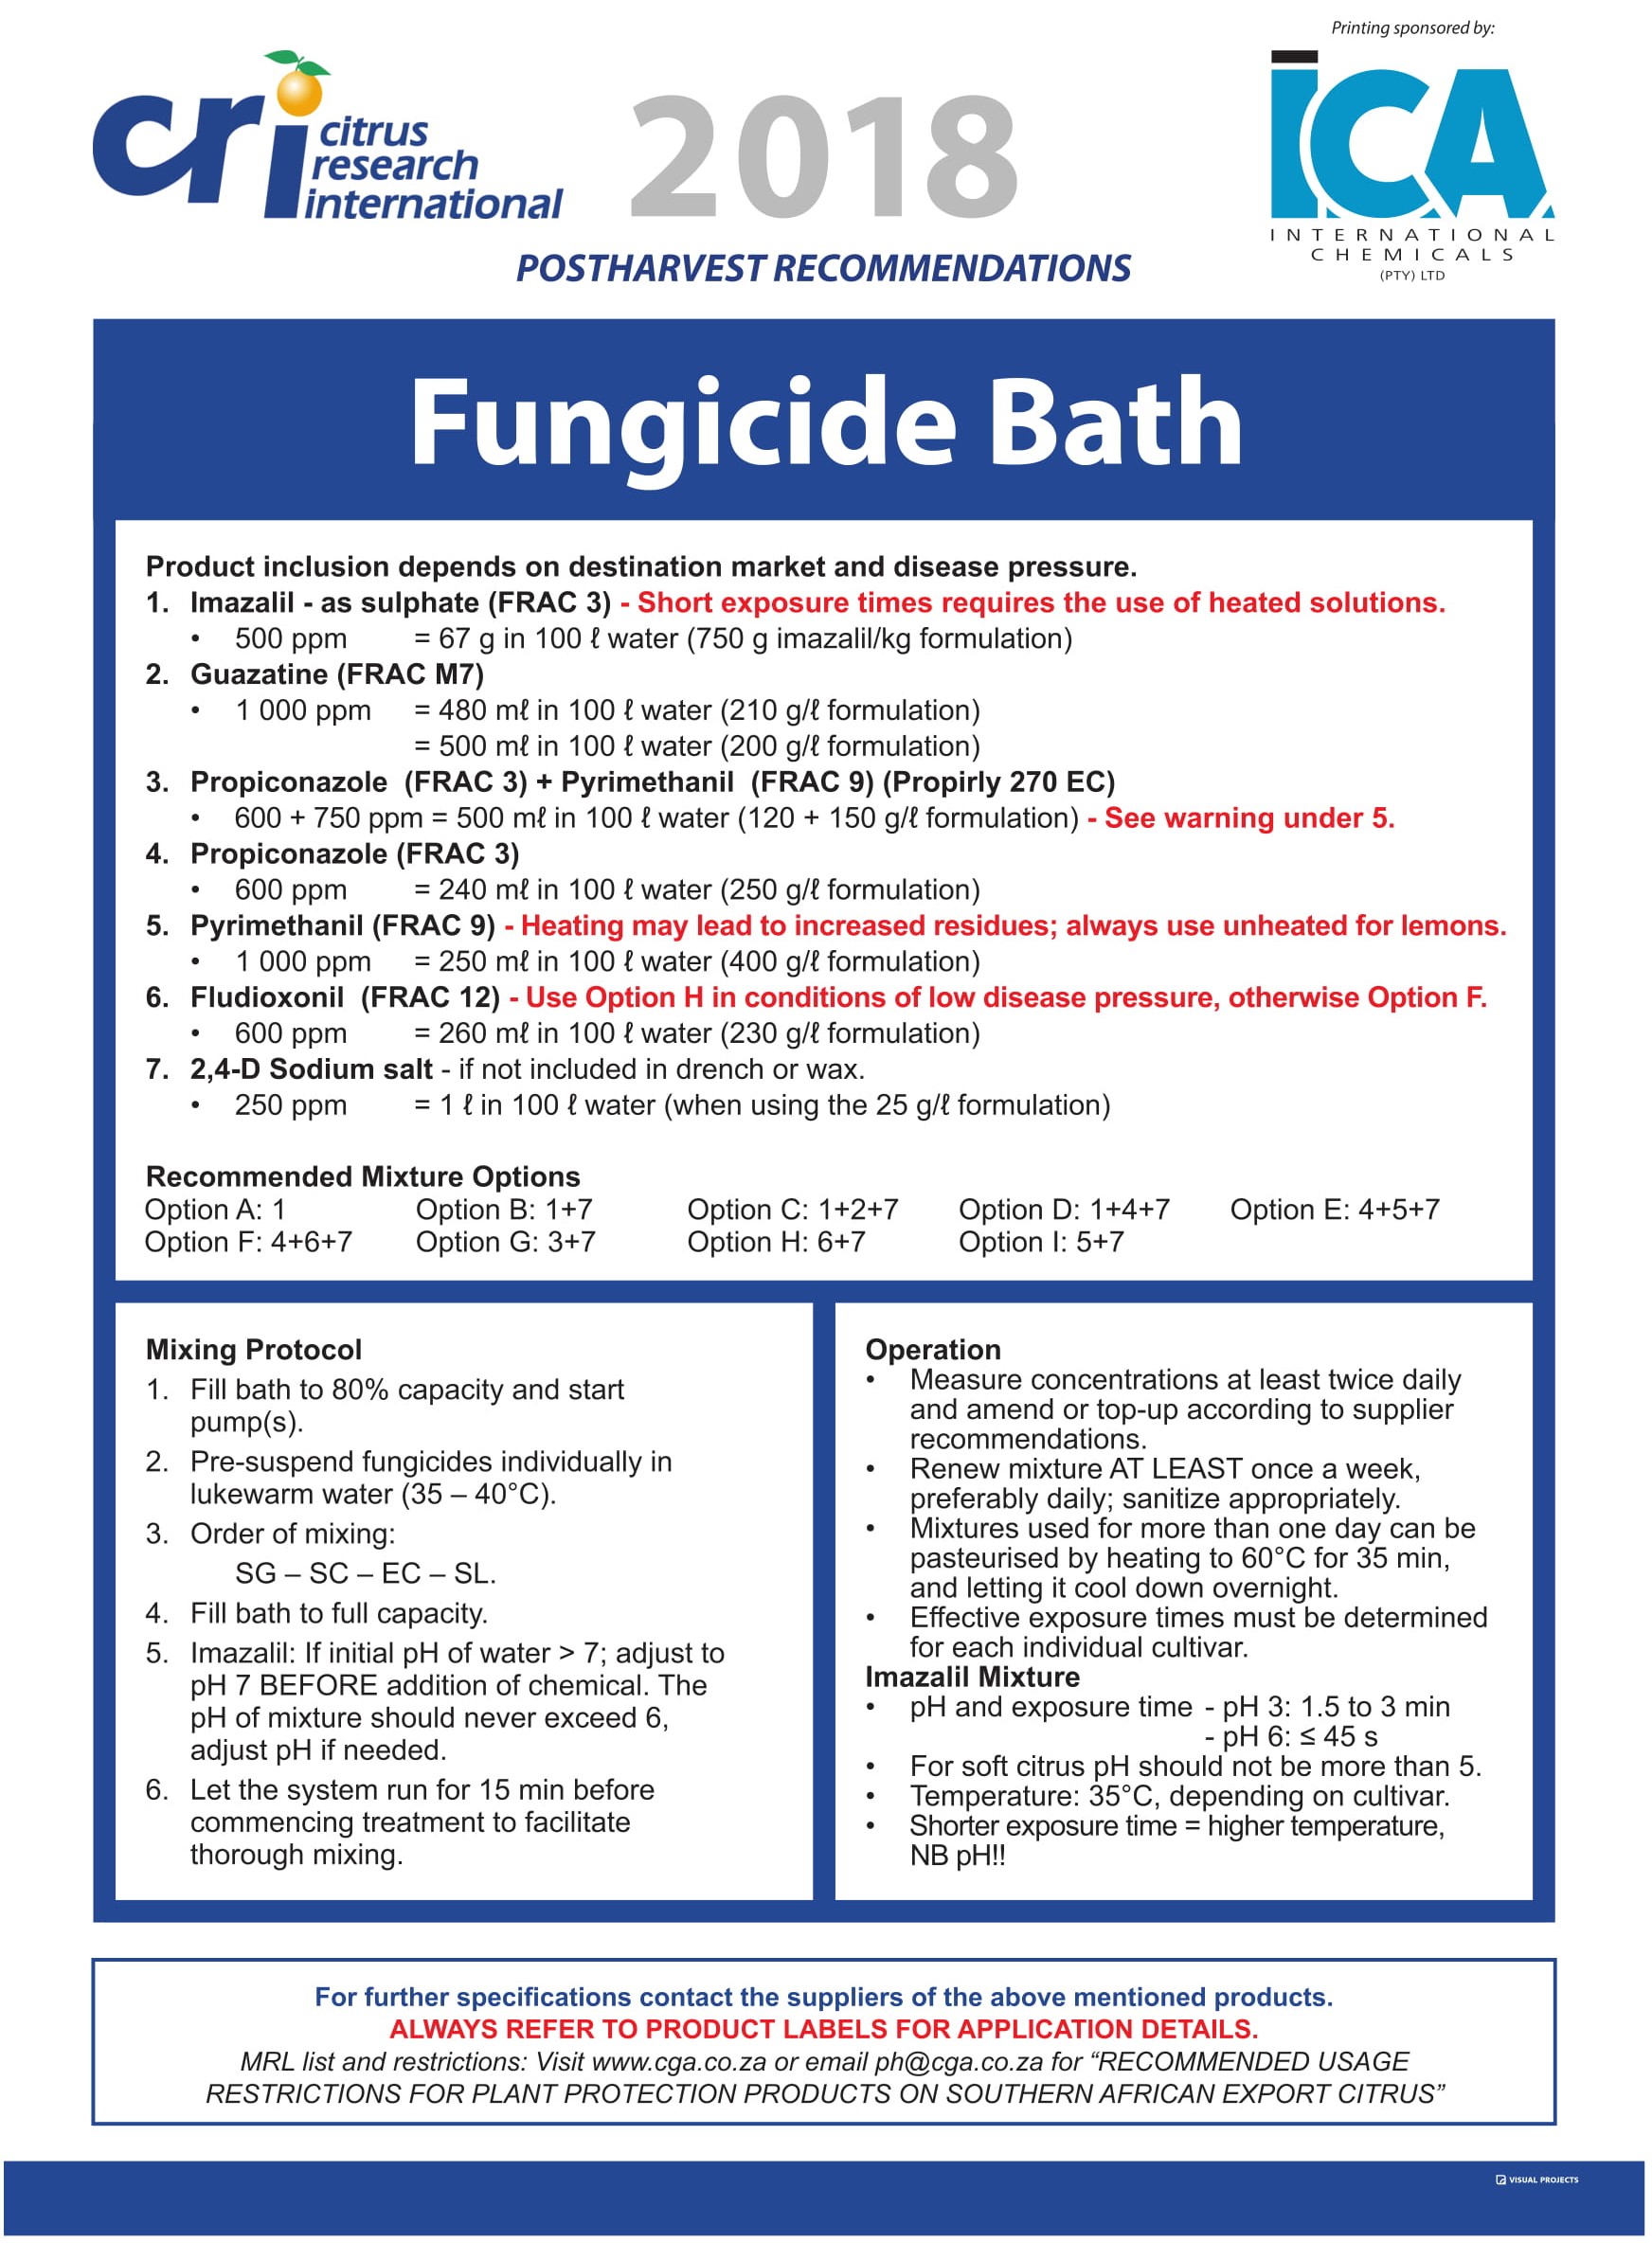 Printing sponsored by:
cri citrus
research
international
2018
ICA
INTERNATIONAL
CHEMICALS
(PTY) LTD
POSTHARVEST RECOMMENDATIONS
Fungicide Bath
Product inclusion depends on destination market and disease pressure.
1. Imazalil - as sulphate (FRAC 3) - Short exposure times requires the use of heated solutions.
• 500 ppm = 67 g in 100 ℓ water (750 g imazalil/kg formulation)
2. Guazatine (FRAC M7)
• 1 000 ppm = 480 mℓ in 100 ℓ water (210 g/ℓ formulation)
= 500 mℓ in 100 ℓ water (200 g/ℓ formulation)
3. Propiconazole (FRAC 3) + Pyrimethanil (FRAC 9) (Propirly 270 EC)
• 600 + 750 ppm = 500 mℓ in 100 ℓ water (120 + 150 g/ℓ formulation) - See warning under 5.
4. Propiconazole (FRAC 3)
• 600 ppm = 240 mℓ in 100 ℓ water (250 g/ℓ formulation)
5. Pyrimethanil (FRAC 9) - Heating may lead to increased residues; always use unheated for lemons.
• 1 000 ppm = 250 mℓ in 100 ℓ water (400 g/ℓ formulation)
6. Fludioxonil (FRAC 12) - Use Option H in conditions of low disease pressure, otherwise Option F.
• 600 ppm = 260 mℓ in 100 ℓ water (230 g/ℓ formulation)
7. 2,4-D Sodium salt - if not included in drench or wax.
• 250 ppm = 1 ℓ in 100 ℓ water (when using the 25 g/ℓ formulation)
Recommended Mixture Options
Option A: 1 Option B: 1+7 Option C: 1+2+7 Option D: 1+4+7 Option E: 4+5+7
Option F: 4+6+7 Option G: 3+7 Option H: 6+7 Option I: 5+7
Mixing Protocol
1. Fill bath to 80% capacity and start
pump(s).
2. Pre-suspend fungicides individually in
lukewarm water (35 – 40°C).
3. Order of mixing:
SG – SC – EC – SL.
4. Fill bath to full capacity.
5. Imazalil: If initial pH of water > 7; adjust to
pH 7 BEFORE addition of chemical. The
pH of mixture should never exceed 6,
adjust pH if needed.
6. Let the system run for 15 min before
commencing treatment to facilitate
thorough mixing.
Operation
• Measure concentrations at least twice daily
and amend or top-up according to supplier
recommendations.
• Renew mixture AT LEAST once a week,
preferably daily; sanitize appropriately.
• Mixtures used for more than one day can be
pasteurised by heating to 60°C for 35 min,
and letting it cool down overnight.
• Effective exposure times must be determined
for each individual cultivar.
Imazalil Mixture
• pH and exposure time - pH 3: 1.5 to 3 min
- pH 6: ≤ 45 s
• For soft citrus pH should not be more than 5.
• Temperature: 35°C, depending on cultivar.
• Shorter exposure time = higher temperature,
NB pH!!
For further specifications contact the suppliers of the above mentioned products.
ALWAYS REFER TO PRODUCT LABELS FOR APPLICATION DETAILS.
MRL list and restrictions: Visit www.cga.co.za or email ph@cga.co.za for “RECOMMENDED USAGE
RESTRICTIONS FOR PLANT PROTECTION PRODUCTS ON SOUTHERN AFRICAN EXPORT CITRUS”
VISUAL PROJECTS